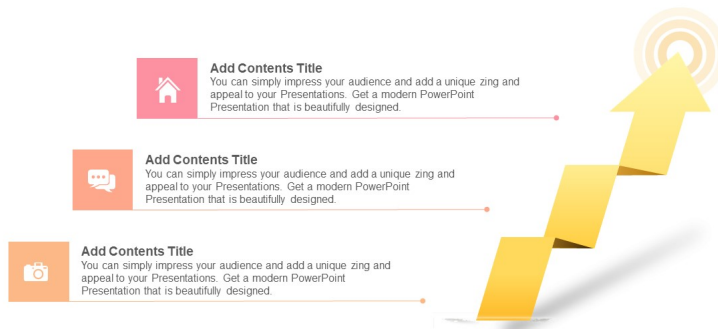 Add Contents Title
You can simply impress your audience and add a unique zing and
appeal to your Presentations. Get a modern PowerPoint
Presentation that is beautifully designed.
Add Contents Title
You can simply impress your audience and add a unique zing and
appeal to your Presentations. Get a modern PowerPoint
Presentation that is beautifully designed.
Add Contents Title
You can simply impress your audience and add a unique zing and
appeal to your Presentations. Get a modern PowerPoint
Presentation that is beautifully designed.